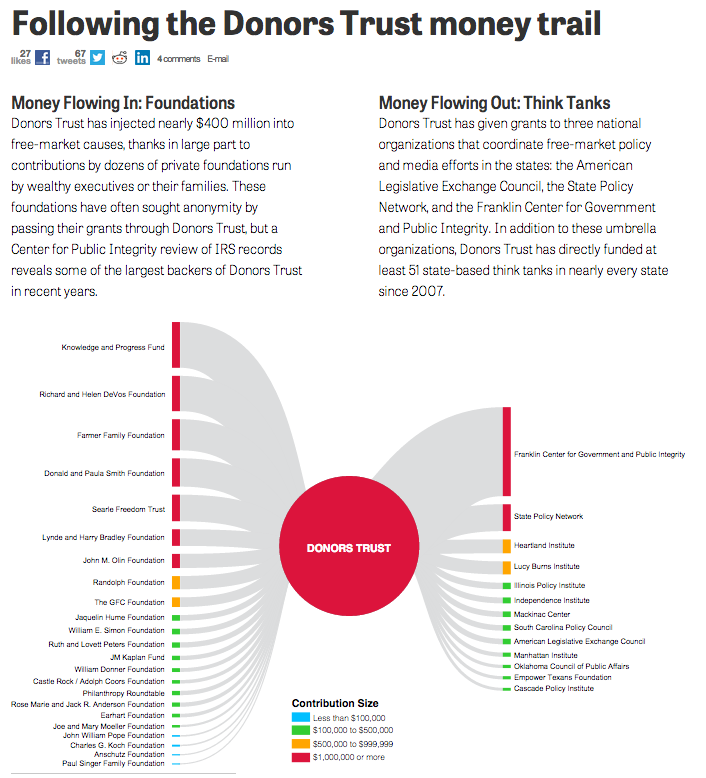 Following the Donors Trust money trail
27 likes
67 tweets
in
4 comments
E-mail
Money Flowing In: Foundations
Donors Trust has injected nearly $400 million into
free-market causes, thanks in large part to
contributions by dozens of private foundations run
by wealthy executives or their families. These
foundations have often sought anonymity by
passing their grants through Donors Trust, but a
Center for Public Integrity review of IRS records
reveals some of the largest backers of Donors Trust
in recent years.
Money Flowing Out: Think Tanks
Donors Trust has given grants to three national
organizations that coordinate free-market policy
and media efforts in the states: the American
Legislative Exchange Council, the State Policy
Network, and the Franklin Center for Government
and Public Integrity. In addition to these umbrella
organizations, Donors Trust has directly funded at
least 51 state-based think tanks in nearly every state
since 2007.
Knowledge and Progress Fund
Richard and Helen DeVos Foundation
Farmer Family Foundation
Donald and Paula Smith Foundation
Searle Freedom Trust
Lynde and Harry Bradley Foundation
John M. Olin Foundation
Randolph Foundation
The GFC Foundation
Jaquelin Hume Foundation
William E. Simon Foundation
Ruth and Lovett Peters Foundation
JM Kaplan Fund
William Donner Foundation
Castle Rock / Adolph Coors Foundation
Philanthropy Roundtable
Rose Marie and Jack R. Anderson Foundation
Earhart Foundation
Joe and Mary Moeller Foundation
John William Pope Foundation
Charles G. Koch Foundation
Anschutz Foundation
Paul Singer Family Foundation
DONORS TRUST
Franklin Center for Government and Public Integrity
State Policy Network
Heartland Institute
Lucy Burns Institute
Illinois Policy Institute
Independence Institute
Mackinac Center
South Carolina Policy Council
American Legislative Exchange Council
Manhattan Institute
Oklahoma Council of Public Affairs
Empower Texans Foundation
Cascade Policy Institute
Contribution Size
Less than $100,000
$100,000 to $500,000
$500,000 to $999,999
$1,000,000 or more